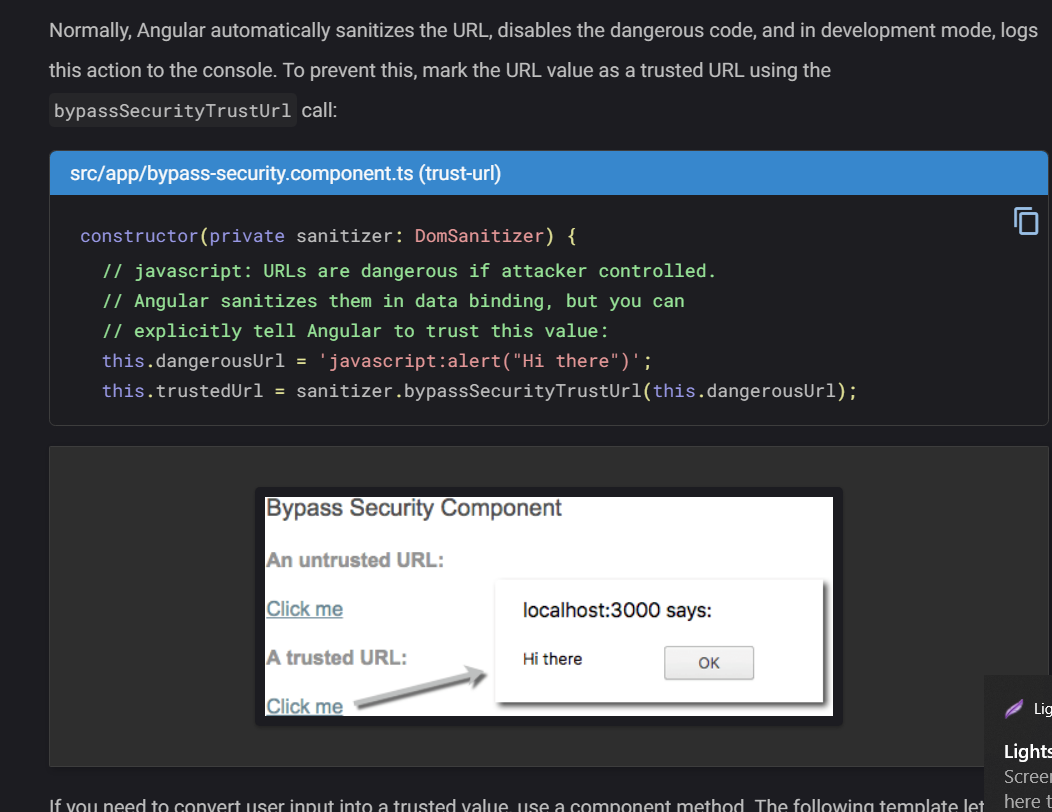 Normally, Angular automatically sanitizes the URL, disables the dangerous code, and in development mode, logs
this action to the console. To prevent this, mark the URL value as a trusted URL using the
bypassSecurityTrustUrl call:
src/app/bypass-security.component.ts (trust-url)
constructor(private sanitizer: DomSanitizer) {
// javascript: URLs are dangerous if attacker controlled.
// Angular sanitizes them in data binding, but you can
// explicitly tell Angular to trust this value:
this.dangerousUrl = 'javascript:alert("Hi there")';
this.trustedUrl = sanitizer.bypassSecurityTrustUrl(this.dangerousUrl);
Bypass Security Component
An untrusted URL:
Click me
localhost:3000 says:
A trusted URL:
Hi there
OK
Click me
Lig
Lights
Screen
here t
If you need to convert user input into a trusted value, use a component method. The following template let